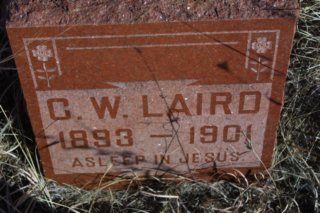 C. W. LAIRD
1893 – 1901
ASLEEP IN JESUS